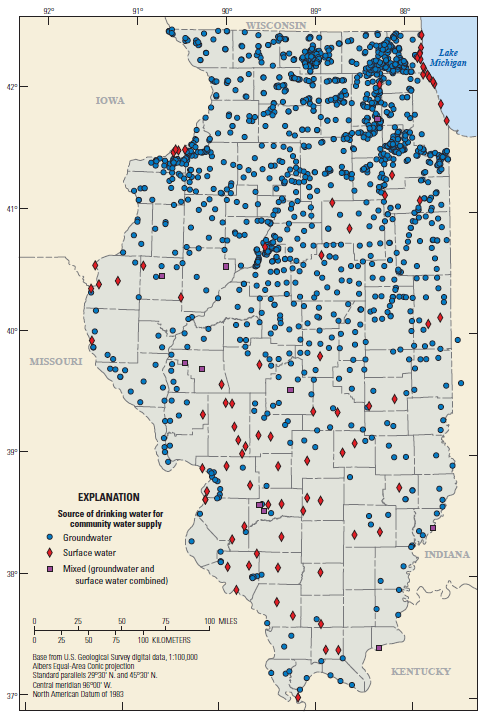 92°
91°
90°
89°
88°
WISCONSIN
Lake
Michigan
42°
IOWA
41°
40°
MISSOURI
39°
EXPLANATION
Source of drinking water for
community water supply
Groundwater
Surface water
Mixed (groundwater and
surface water combined)
INDIANA
38°
0 25 50 75 100 MILES
0 25 50 75 100 KILOMETERS
Base from U.S. Geological Survey digital data, 1:100,000
Albers Equal-Area Conic projection
Standard parallels 29°30' N. and 45°30' N.
Central meridian 96°00' W.
North American Datum of 1983
KENTUCKY
37°